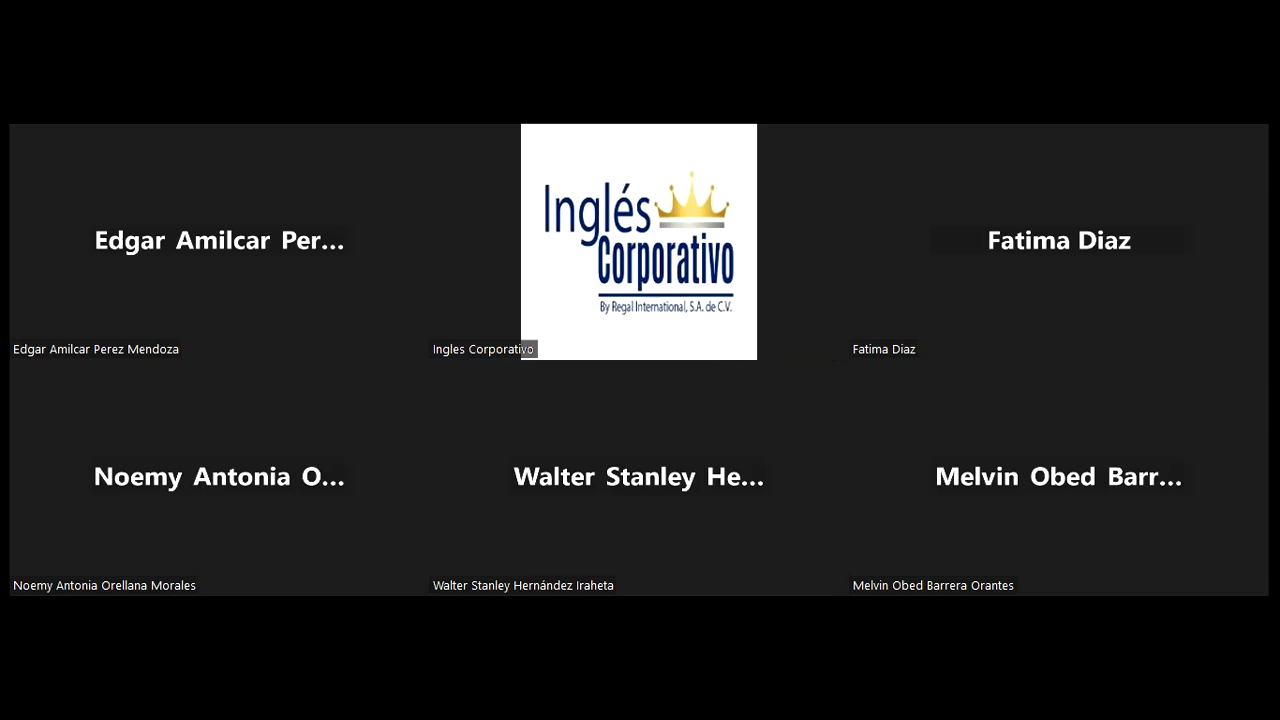 Edgar Amilcar Per...
Edgar Amilcar Perez Mendoza
Inglés
Corporativo
By Regal International, S.A. de C.V.
Ingles Corporativo
Fatima Diaz
Fatima Diaz
Noemy Antonia O...
Noemy Antonia Orellana Morales
Walter Stanley He...
Walter Stanley Hernández Iraheta
Melvin Obed Barr...
Melvin Obed Barrera Orantes